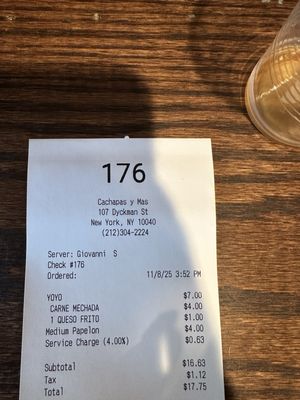 176
Cachapas y Mas
107 Dyckman St
New York, NY 10040
(212)304-2224
Server: Giovanni S
Check #176
Ordered: 11/8/25 3:52 PM
YOYO $7.00
CARNE MECHADA $4.00
1 QUESO FRITO $1.00
Medium Papelon $4.00
Service Charge (4.00%) $0.63
Subtotal $16.63
Tax $1.12
Total $17.75